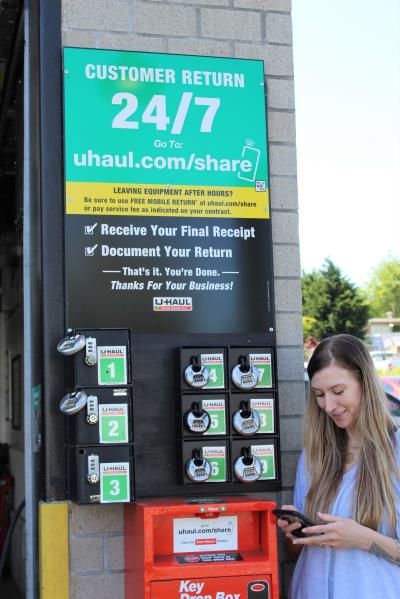 CUSTOMER RETURN
24/7
Go To:
uhaul.com/share
LEAVING EQUIPMENT AFTER HOURS?
Be sure to use FREE MOBILE RETURN* at uhaul.com/share
or pay service fee as indicated on your contract.
Receive Your Final Receipt
Document Your Return
That's it. You're Done.
Thanks For Your Business!
U-HAUL
U-HAUL
1
U-HAUL
2
U-HAUL
3
U-HAUL
4
U-HAUL
7
U-HAUL
5
U-HAUL
U-HAUL
6
U-HAUL
9
Keys
Lift
uhaul.com/share
Key
Drop Box